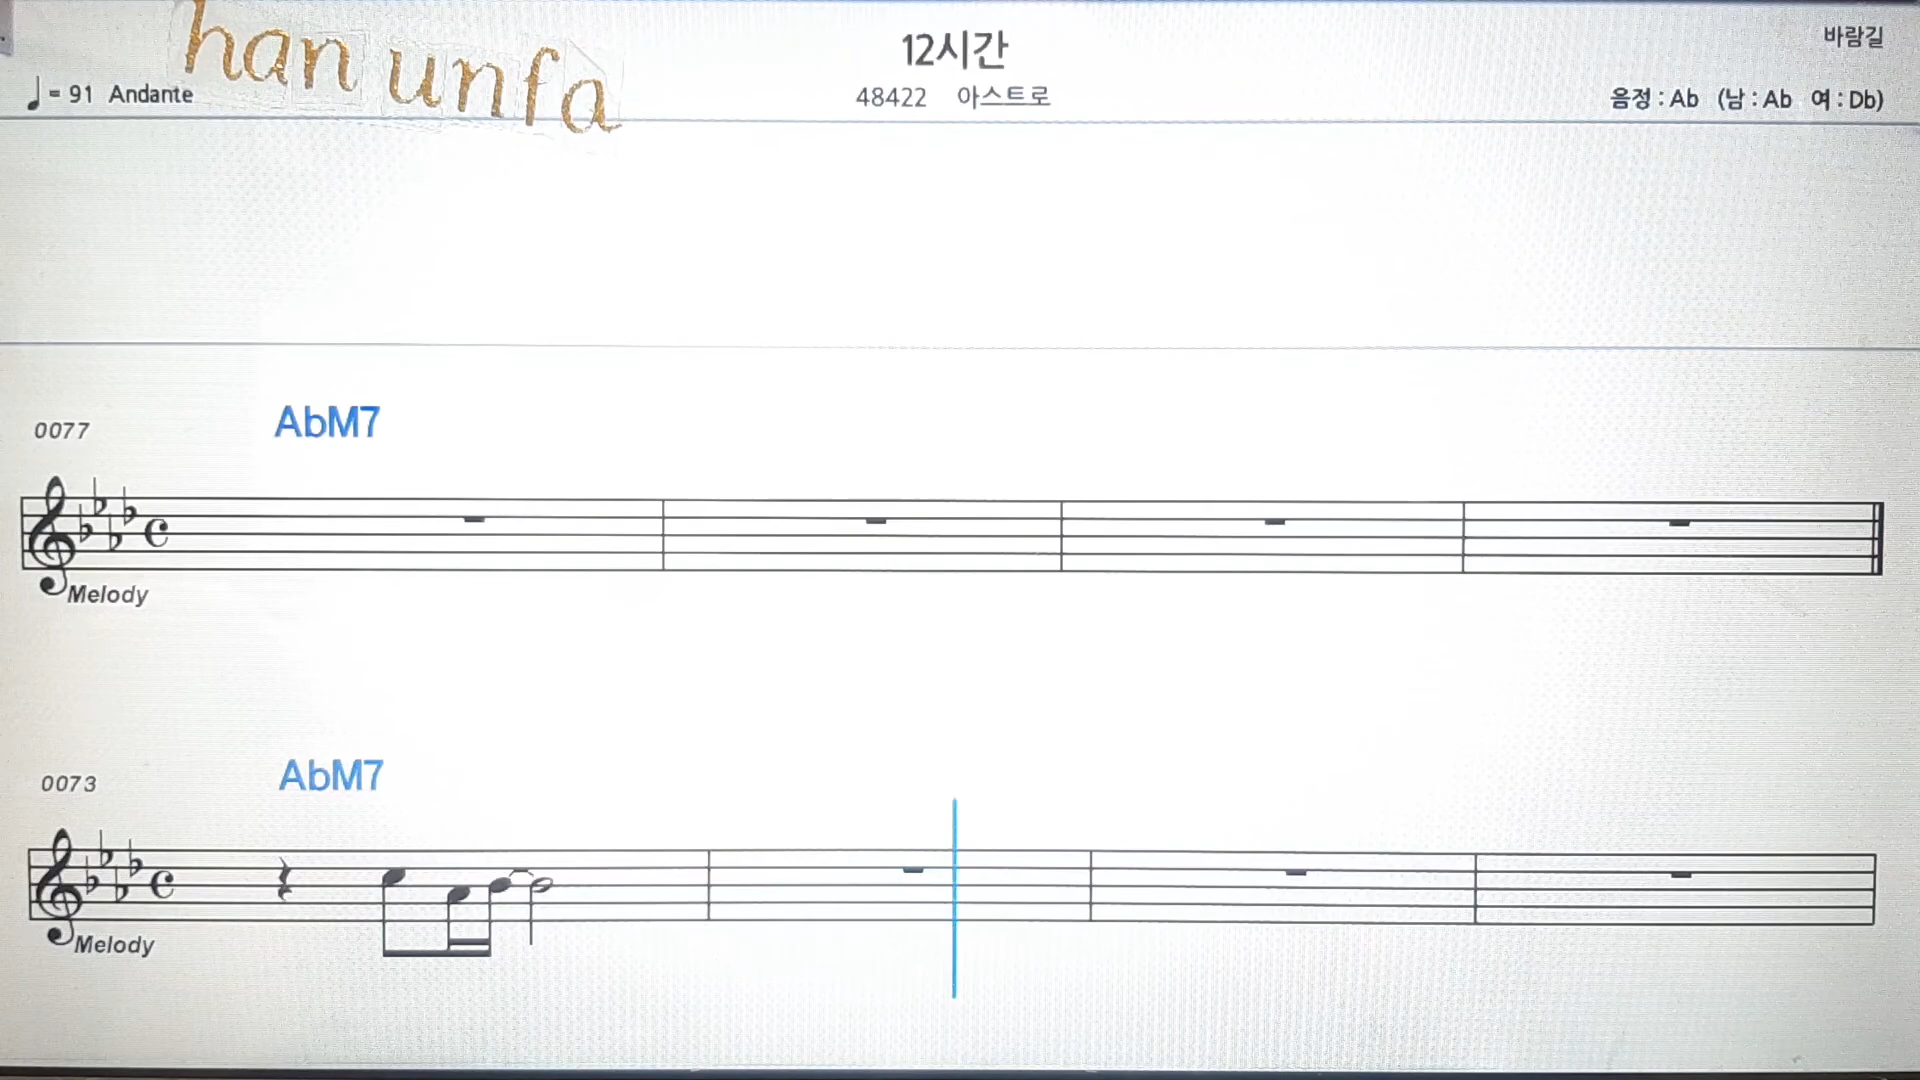 han unfa
12시간
바람길
= 91 Andante
48422 아스트로
음정 : Ab (남 : Ab 여 : Db)
0077
AbM7
Melody
0073
AbM7
Melody